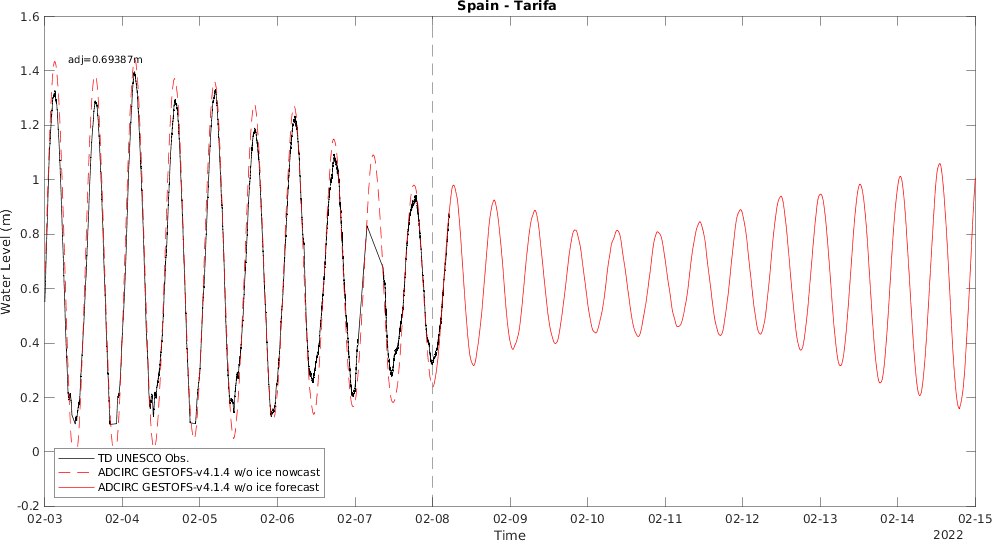 Spain - Tarifa
adj=0.69387m
Water Level (m)
1.6
1.4
1.2
1
0.8
0.6
0.4
0.2
0
-0.2
TD UNESCO Obs.
ADCIRC GESTOFS-v4.1.4 w/o ice nowcast
ADCIRC GESTOFS-v4.1.4 w/o ice forecast
02-03 02-04 02-05 02-06 02-07 02-08 02-09 02-10 02-11 02-12 02-13 02-14 02-15
Time
2022